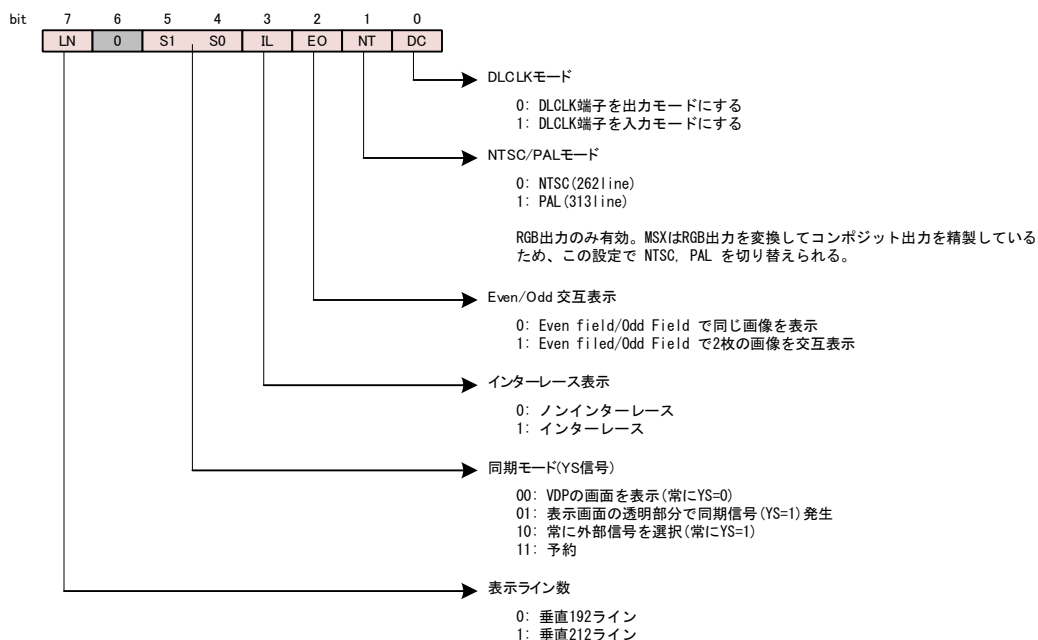 bit 7 6 5 4 3 2 1 0
LN 0 S1 S0 IL EO NT DC
DLCLKモード
0: DLCLK端子を出力モードにする
1: DLCLK端子を入力モードにする
NTSC/PALモード
0: NTSC(262line)
1: PAL(313line)
RGB出力のみ有効。MSXはRGB出力を変換してコンポジット出力を精製している
ため、この設定で NTSC, PAL を切り替えられる。
Even/Odd 交互表示
0: Even field/Odd Field で同じ画像を表示
1: Even filed/Odd Field で2枚の画像を交互表示
インターレース表示
0: ノンインターレース
1: インターレース
同期モード(YS信号)
00: VDPの画面を表示(常にYS=0)
01: 表示画面の透明部分で同期信号(YS=1)発生
10: 常に外部信号を選択(常にYS=1)
11: 予約
表示ライン数
0: 垂直192ライン
1: 垂直212ライン